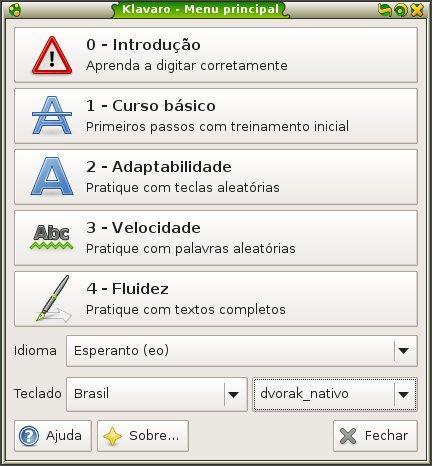 Klavaro - Menu principal
0 - Introdução
Aprenda a digitar corretamente
1 - Curso básico
Primeiros passos com treinamento inicial
2 - Adaptabilidade
Pratique com teclas aleatórias
Abc
3 - Velocidade
Pratique com palavras aleatórias
4 - Fluidez
Pratique com textos completos
Idioma Esperanto (eo)
Teclado Brasil dvorak_nativo
Ajuda Sobre... Fechar